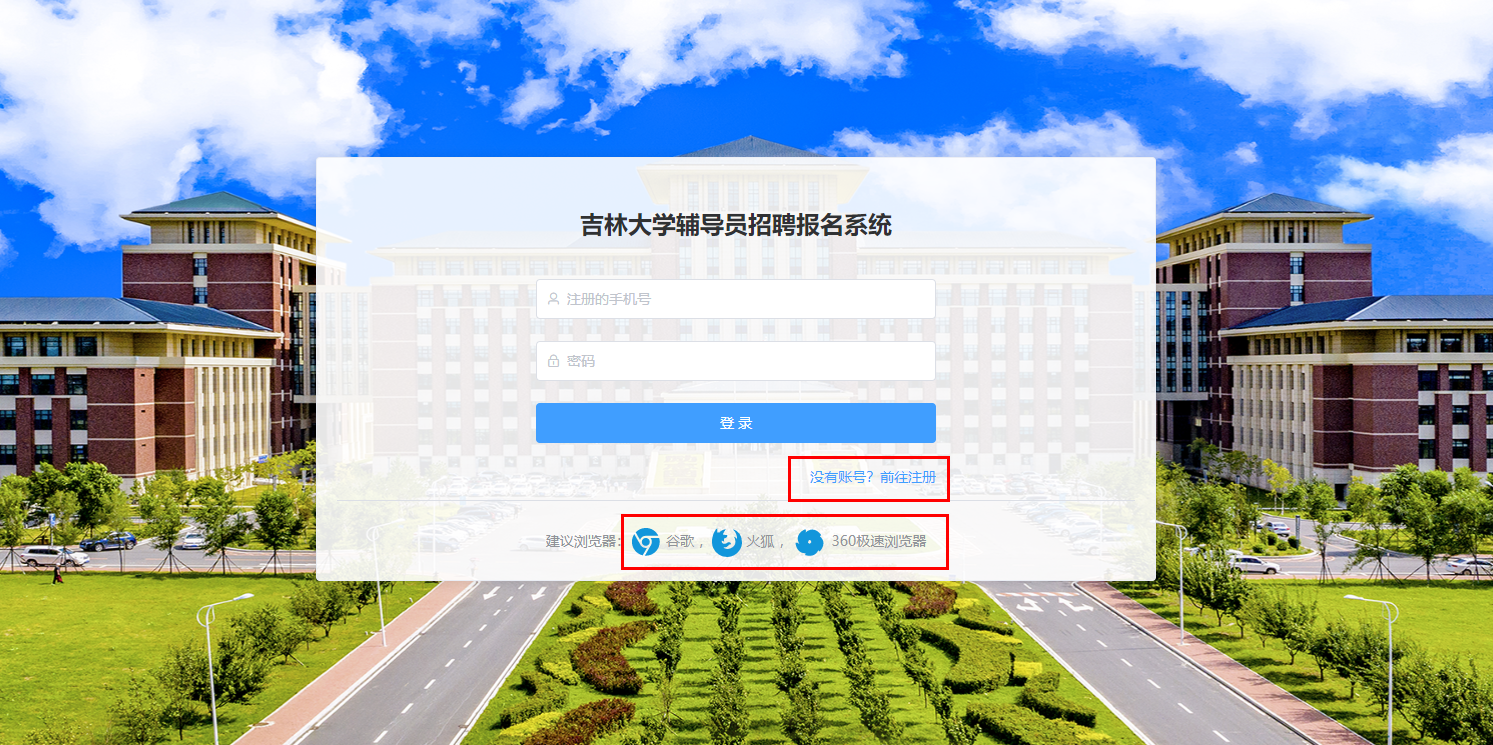 吉林大学辅导员招聘报名系统
注册的手机号
密码
登 录
没有账号？前往注册
建议浏览器： 谷歌， 火狐， 360极速浏览器